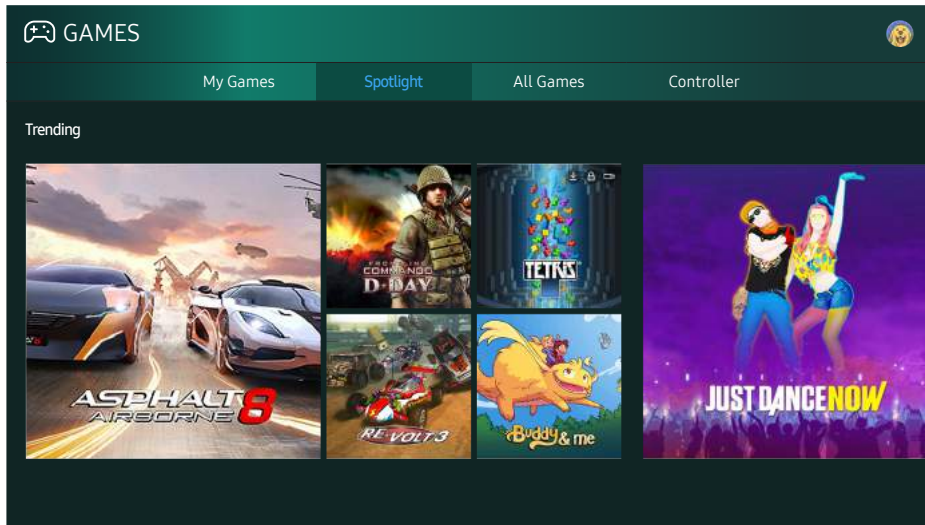 GAMES
My Games
Spotlight
All Games
Controller
Trending
ASPHALT 8
AIRBORNE
FRONTLINE
COMMANDO
D-DAY
TETRIS
RE-VOLT 3
Buddy & me
JUST DANCE NOW